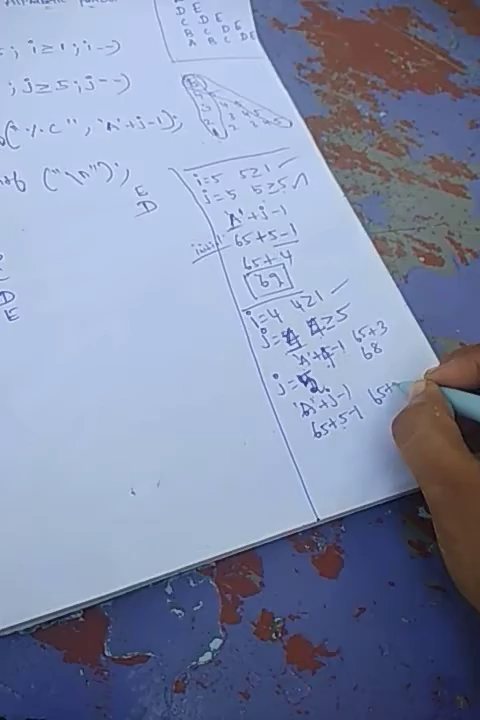 D E
C D E
B C D E
A B C D E
; i≥1; i--)
; j≥5; j--)
("%c", 'A'+j-1);
("\n");
E
D
D
E
i=5 5≥1 ✓
j=5 5≥5 ✓
'A'+j-1
65+5-1
65+4
69
i=4 4≥1 ✓
j=4 4≥5
'A'+4-1 65+3
68
j=5
'A'+j-1
65+5-1 65+